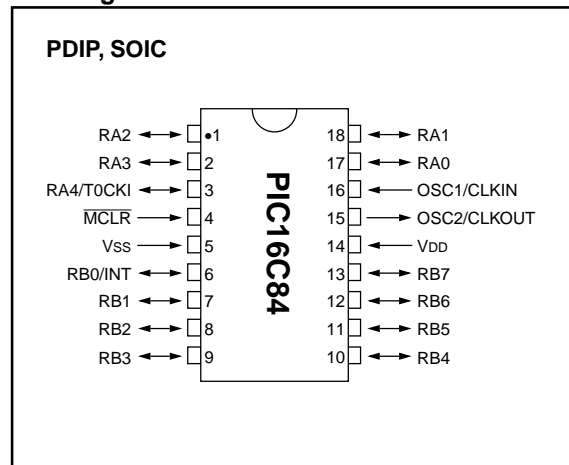 PDIP, SOIC
RA2 •1 18 RA1
RA3 2 17 RA0
RA4/T0CKI 3 16 OSC1/CLKIN
MCLR 4 15 OSC2/CLKOUT
VSS 5 14 VDD
RB0/INT 6 13 RB7
RB1 7 12 RB6
RB2 8 11 RB5
RB3 9 10 RB4
PIC16C84